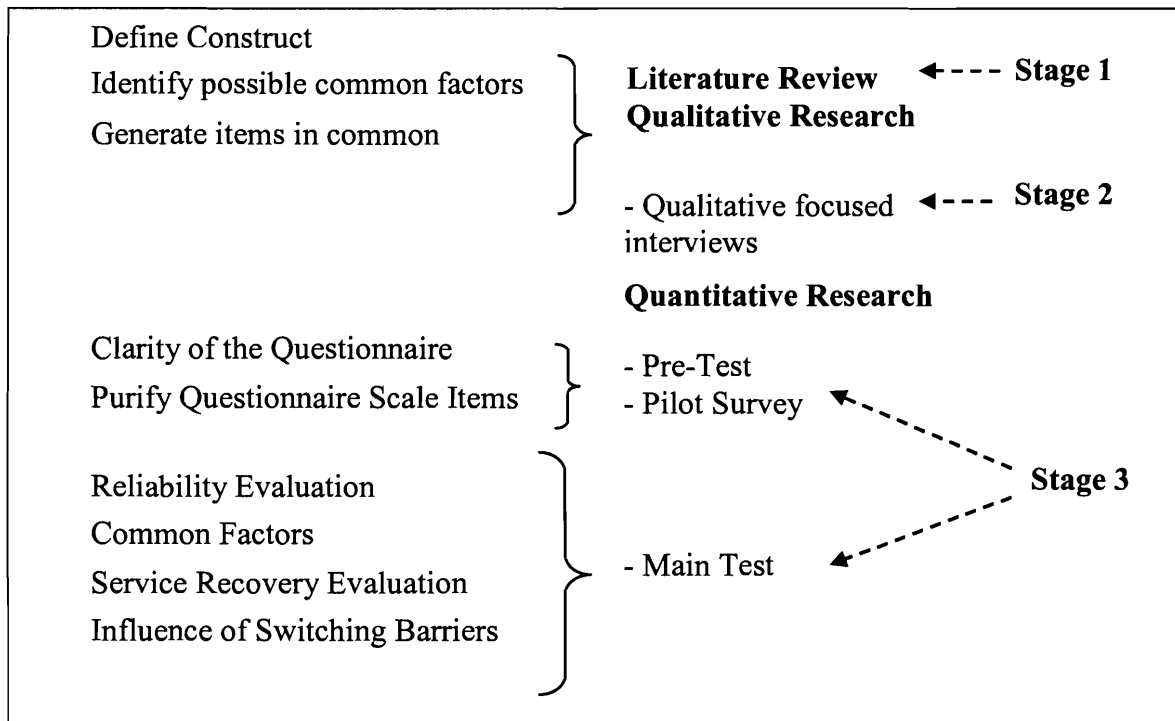 Define Construct
Identify possible common factors
Generate items in common
Literature Review
Qualitative Research
Stage 1
- Qualitative focused
interviews
Stage 2
Quantitative Research
Clarity of the Questionnaire
Purify Questionnaire Scale Items
- Pre-Test
- Pilot Survey
Stage 3
Reliability Evaluation
Common Factors
Service Recovery Evaluation
Influence of Switching Barriers
- Main Test